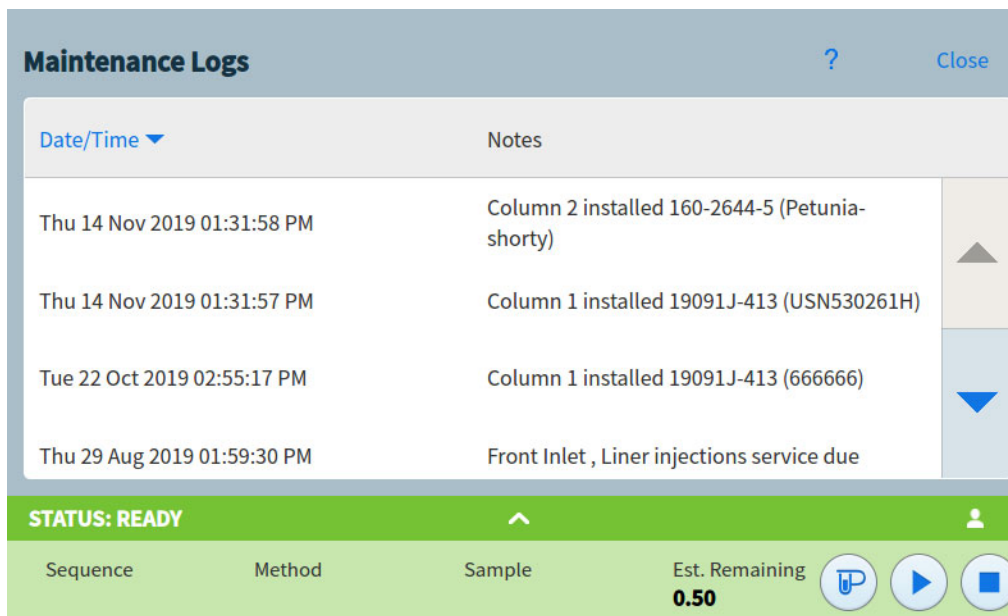 Maintenance Logs ? Close
Date/Time Notes
Thu 14 Nov 2019 01:31:58 PM Column 2 installed 160-2644-5 (Petunia-
shorty)
Thu 14 Nov 2019 01:31:57 PM Column 1 installed 19091J-413 (USN530261H)
Tue 22 Oct 2019 02:55:17 PM Column 1 installed 19091J-413 (666666)
Thu 29 Aug 2019 01:59:30 PM Front Inlet , Liner injections service due
STATUS: READY
Sequence Method Sample Est. Remaining
0.50